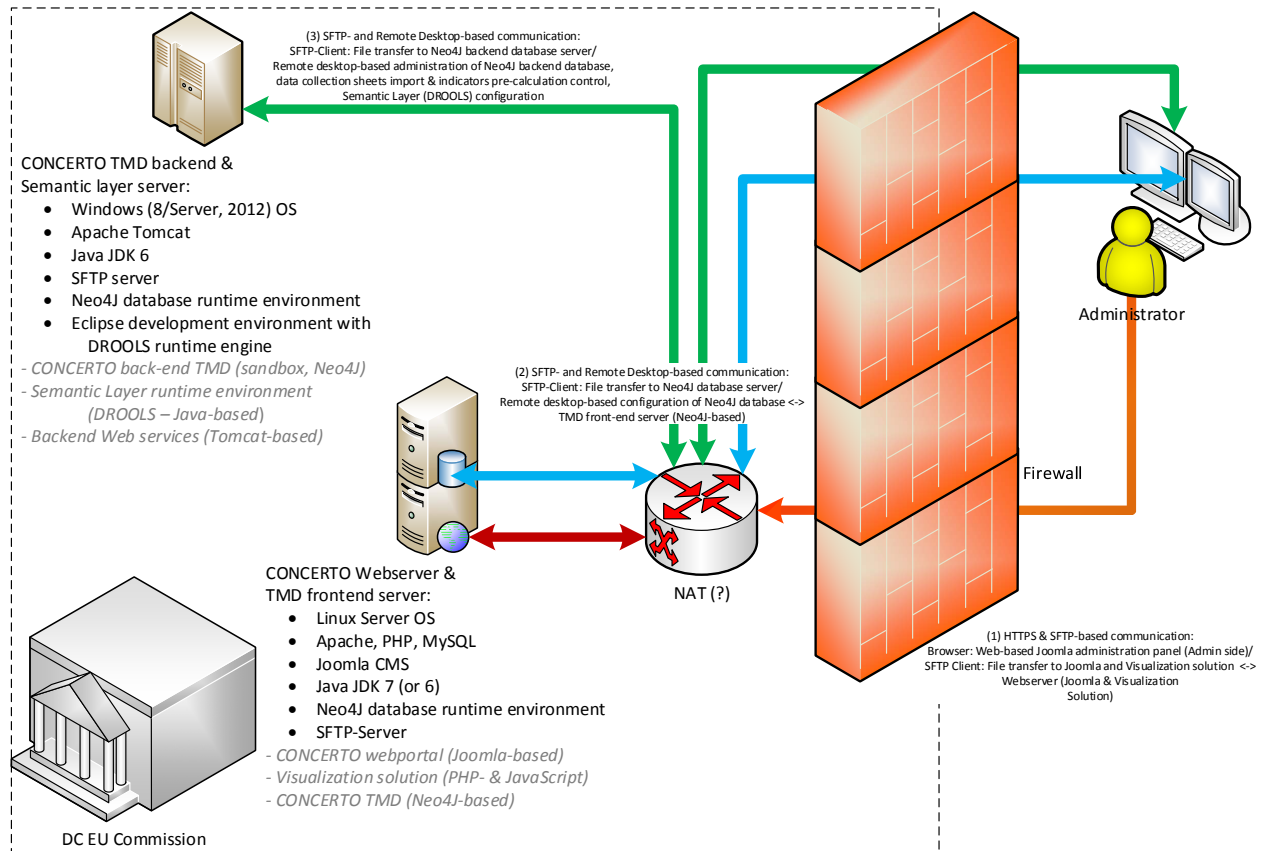 (3) SFTP- and Remote Desktop-based communication:
SFTP-Client: File transfer to Neo4J backend database server/
Remote desktop-based administration of Neo4J backend database,
data collection sheets import & indicators pre-calculation control,
Semantic Layer (DROOLS) configuration
CONCERTO TMD backend &
Semantic layer server:
• Windows (8/Server, 2012) OS
• Apache Tomcat
• Java JDK 6
• SFTP server
• Neo4J database runtime environment
• Eclipse development environment with
DROOLS runtime engine
- CONCERTO back-end TMD (sandbox, Neo4J)
- Semantic Layer runtime environment
(DROOLS – Java-based)
- Backend Web services (Tomcat-based)
Administrator
(2) SFTP- and Remote Desktop-based communication:
SFTP-Client: File transfer to Neo4J database server/
Remote desktop-based configuration of Neo4J database <->
TMD front-end server (Neo4J-based)
Firewall
NAT (?)
CONCERTO Webserver &
TMD frontend server:
• Linux Server OS
• Apache, PHP, MySQL
• Joomla CMS
• Java JDK 7 (or 6)
• Neo4J database runtime environment
• SFTP-Server
- CONCERTO webportal (Joomla-based)
- Visualization solution (PHP- & JavaScript)
- CONCERTO TMD (Neo4J-based)
(1) HTTPS & SFTP-based communication:
Browser: Web-based Joomla administration panel (Admin side)/
SFTP Client: File transfer to Joomla and Visualization solution <->
Webserver (Joomla & Visualization
Solution)
DC EU Commission